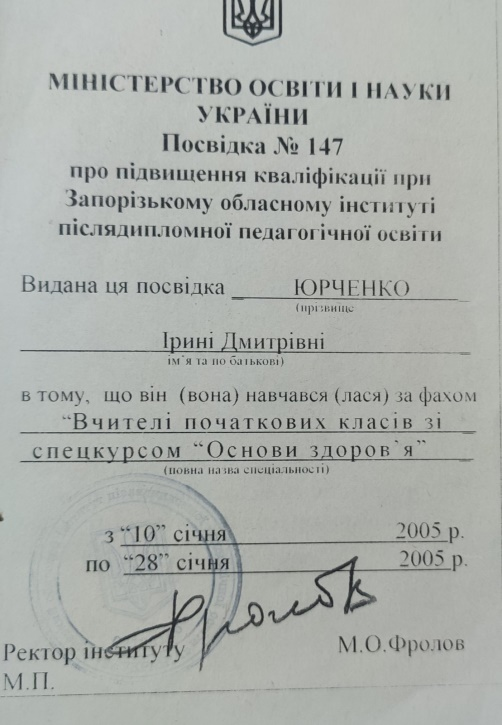 МІНІСТЕРСТВО ОСВІТИ І НАУКИ
УКРАЇНИ
Посвідка № 147
про підвищення кваліфікації при
Запорізькому обласному інституті
післядипломної педагогічної освіти
Видана ця посвідка ЮРЧЕНКО
(прізвище
Ірині Дмитрівні
ім'я та по батькові)
в тому, що він (вона) навчався (лася) за фахом
“Вчителі початкових класів зі
спецкурсом “Основи здоров`я”
(повна назва спеціальності)
з “10” січня 2005 р.
по “28” січня 2005 р.
Фролов
Ректор інституту М.О.Фролов
М.П.